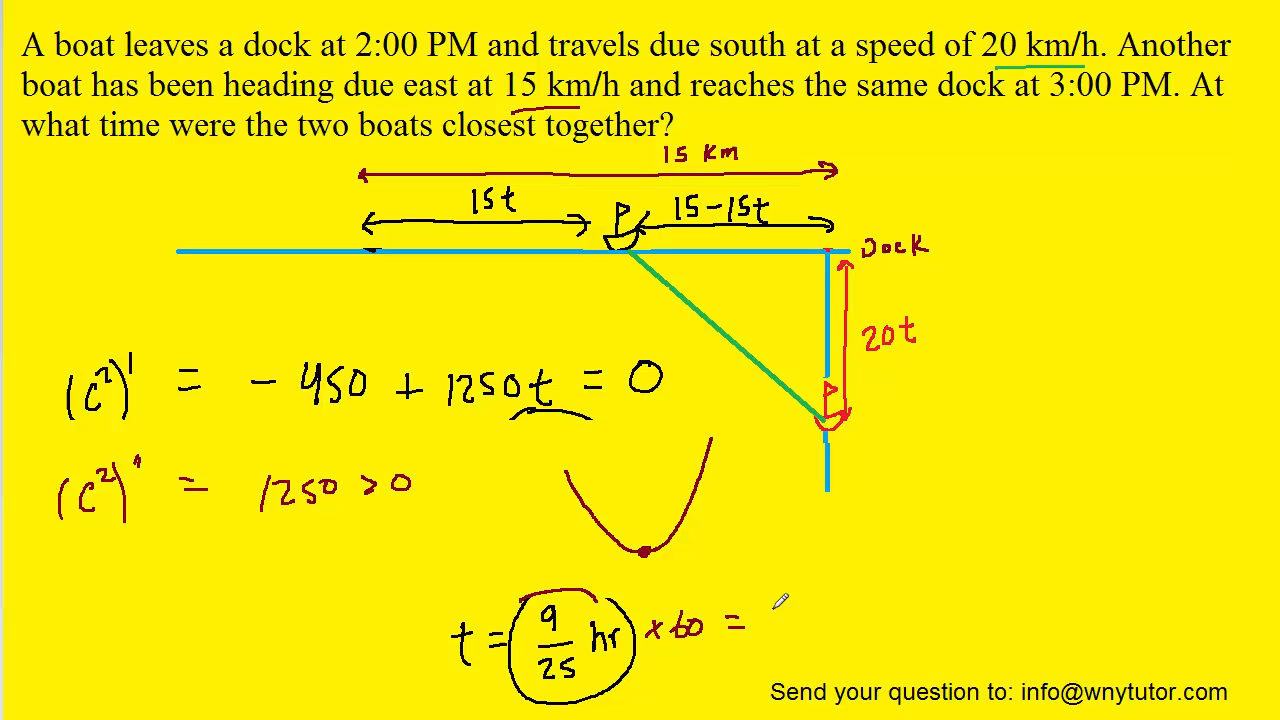 A boat leaves a dock at 2:00 PM and travels due south at a speed of 20 km/h. Another
boat has been heading due east at 15 km/h and reaches the same dock at 3:00 PM. At
what time were the two boats closest together?
15 km
15t
15-15t
Dock
20t
(c²)' = - 450 + 1250t = 0
(c²)" = 1250 > 0
t = 9/25 hr × 60 =
Send your question to: info@wnytutor.com